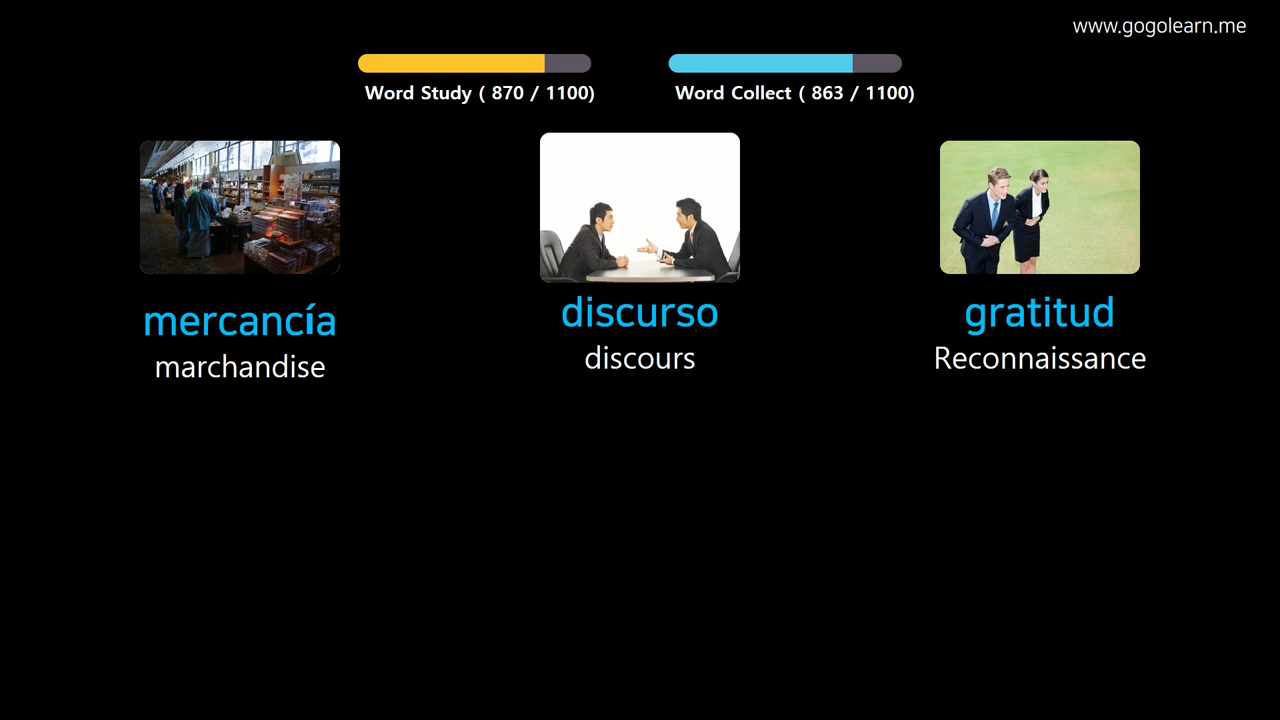 www.gogolearn.me
Word Study ( 870 / 1100)
Word Collect ( 863 / 1100)
mercancía
marchandise
discurso
discours
gratitud
Reconnaissance